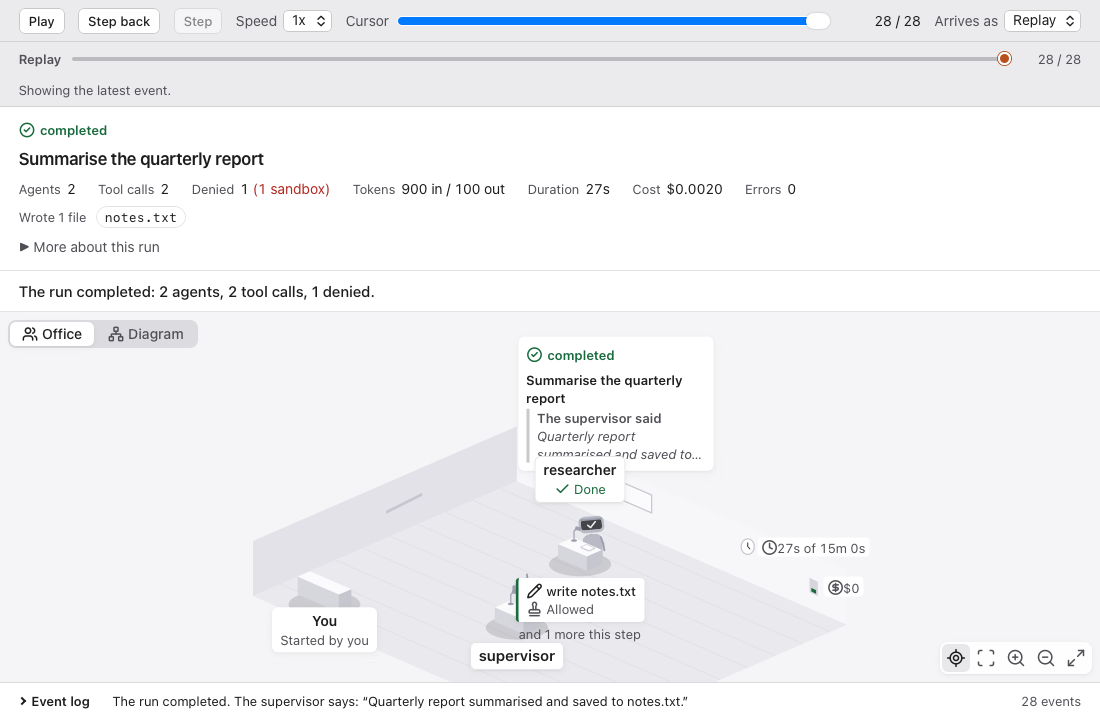 Play Step back Step Speed 1x Cursor 28 / 28 Arrives as Replay
Replay 28 / 28
Showing the latest event.
completed
Summarise the quarterly report
Agents 2 Tool calls 2 Denied 1 (1 sandbox) Tokens 900 in / 100 out Duration 27s Cost $0.0020 Errors 0
Wrote 1 file notes.txt
More about this run
The run completed: 2 agents, 2 tool calls, 1 denied.
Office Diagram
completed
Summarise the quarterly
report
The supervisor said
Quarterly report
summarised and saved to…
researcher
Done
27s of 15m 0s
$0
write notes.txt
Allowed
and 1 more this step
You
Started by you
supervisor
Event log The run completed. The supervisor says: “Quarterly report summarised and saved to notes.txt.” 28 events